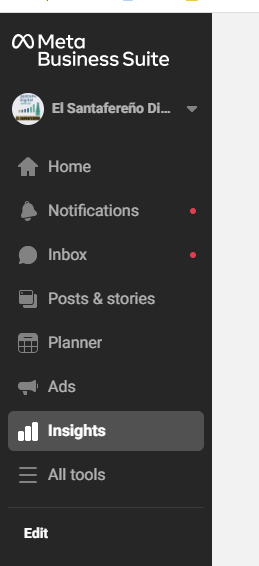 Meta
Business Suite
El Santafereño Di...
Home
Notifications
Inbox
Posts & stories
Planner
Ads
Insights
All tools
Edit